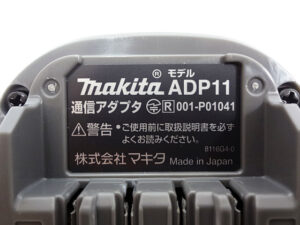 モデル
makita® ADP11
通信アダプタ R 001-P01041
⚠警告 •ご使用前に取扱説明書を必ず
よくお読みください
8116G4-0
株式会社マキタ Made in Japan